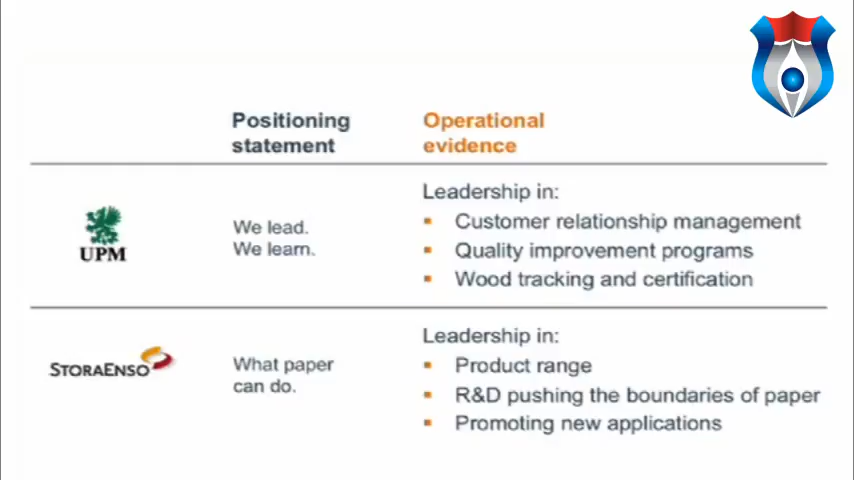 Positioning statement
Operational evidence
UPM
We lead.
We learn.
Leadership in:
▪ Customer relationship management
▪ Quality improvement programs
▪ Wood tracking and certification
STORAENSO
What paper
can do.
Leadership in:
▪ Product range
▪ R&D pushing the boundaries of paper
▪ Promoting new applications